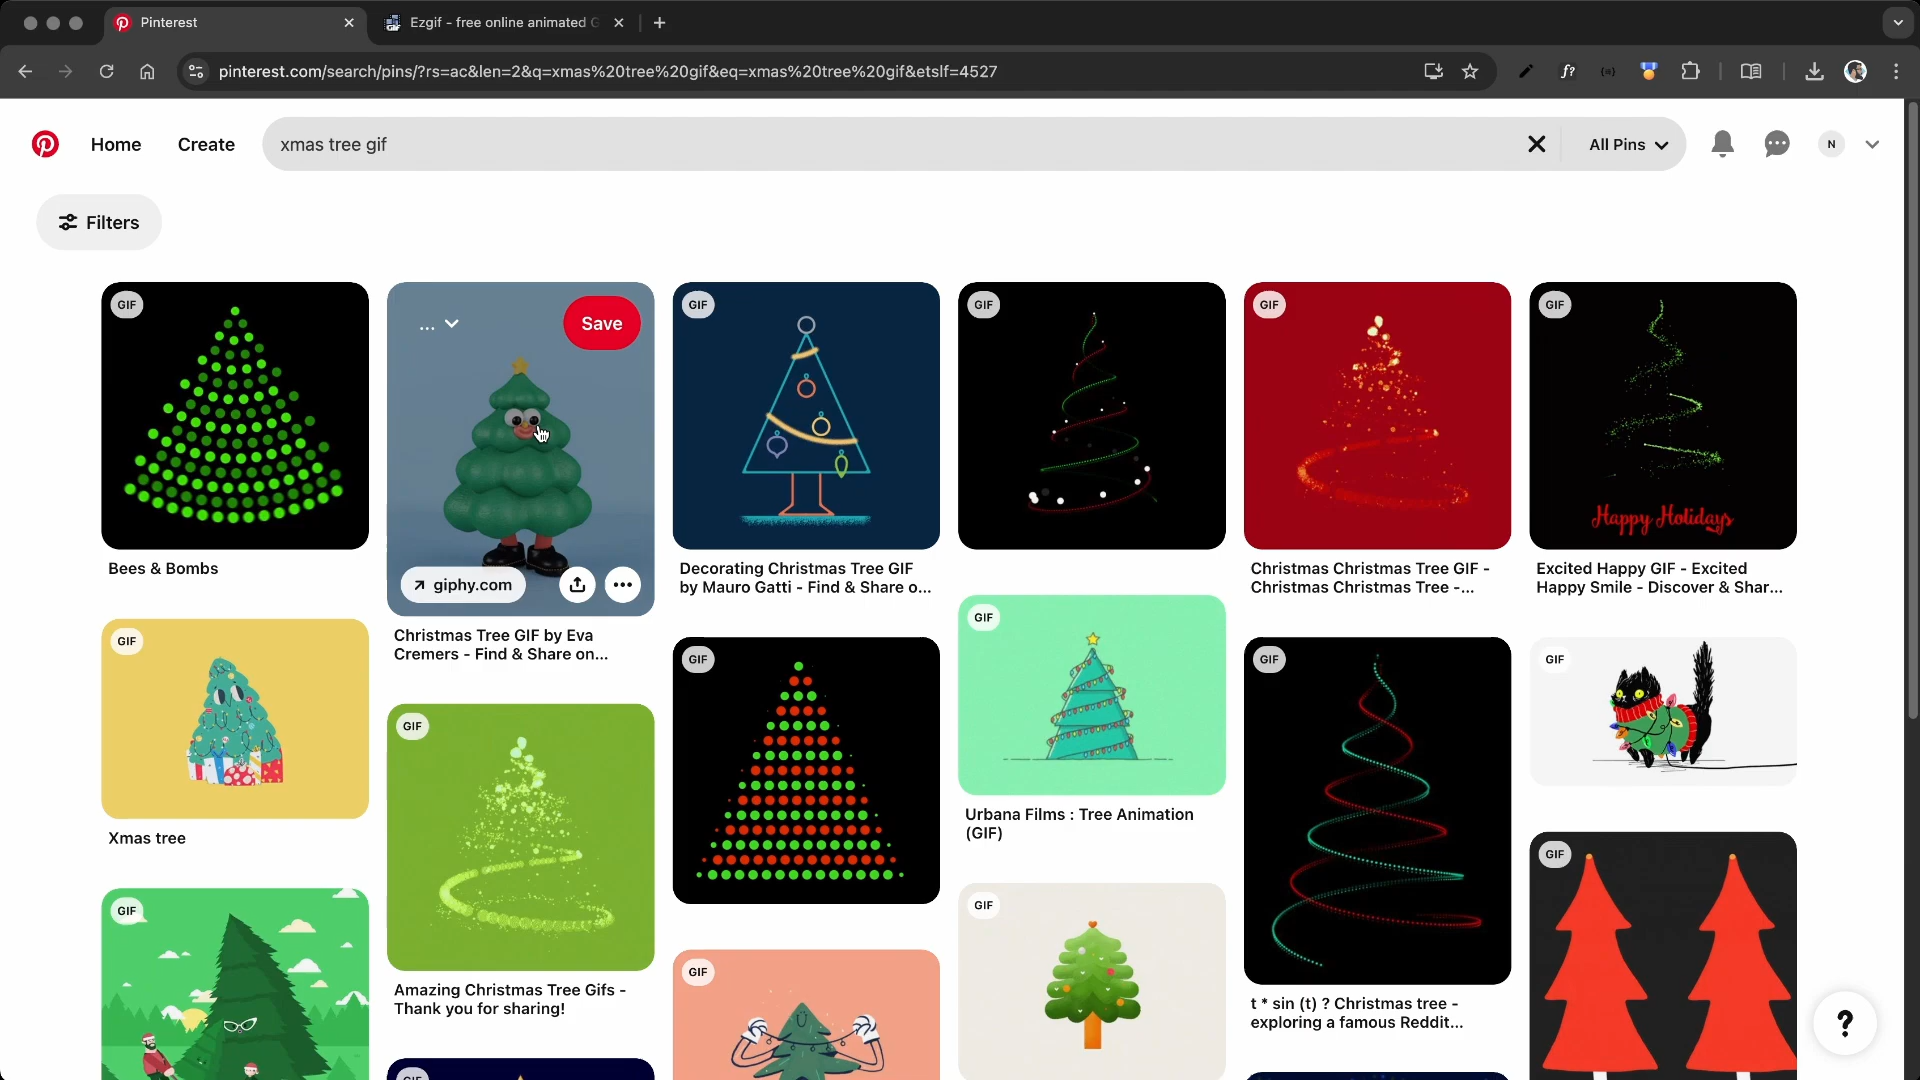 Pinterest
Ezgif - free online animated G
pinterest.com/search/pins/?rs=ac&len=2&q=xmas%20tree%20gif&eq=xmas%20tree%20gif&etslf=4527
Home
Create
xmas tree gif
All Pins
N
Filters
GIF
... 
Save
GIF
GIF
GIF
GIF
Happy Holidays
giphy.com
Bees & Bombs
Decorating Christmas Tree GIF
by Mauro Gatti - Find & Share o...
Christmas Christmas Tree GIF -
Christmas Christmas Tree -...
Excited Happy GIF - Excited
Happy Smile - Discover & Shar...
GIF
GIF
Christmas Tree GIF by Eva
Cremers - Find & Share on...
GIF
GIF
GIF
GIF
Urbana Films : Tree Animation
(GIF)
Xmas tree
GIF
GIF
GIF
GIF
Amazing Christmas Tree Gifs -
Thank you for sharing!
t * sin (t) ? Christmas tree -
exploring a famous Reddit...
?
GIF